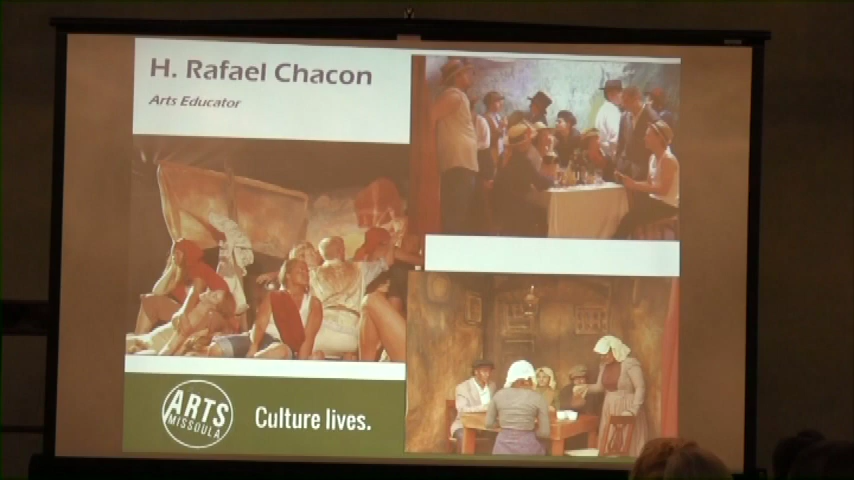 H. Rafael Chacon
Arts Educator
ARTS
MISSOULA
Culture lives.